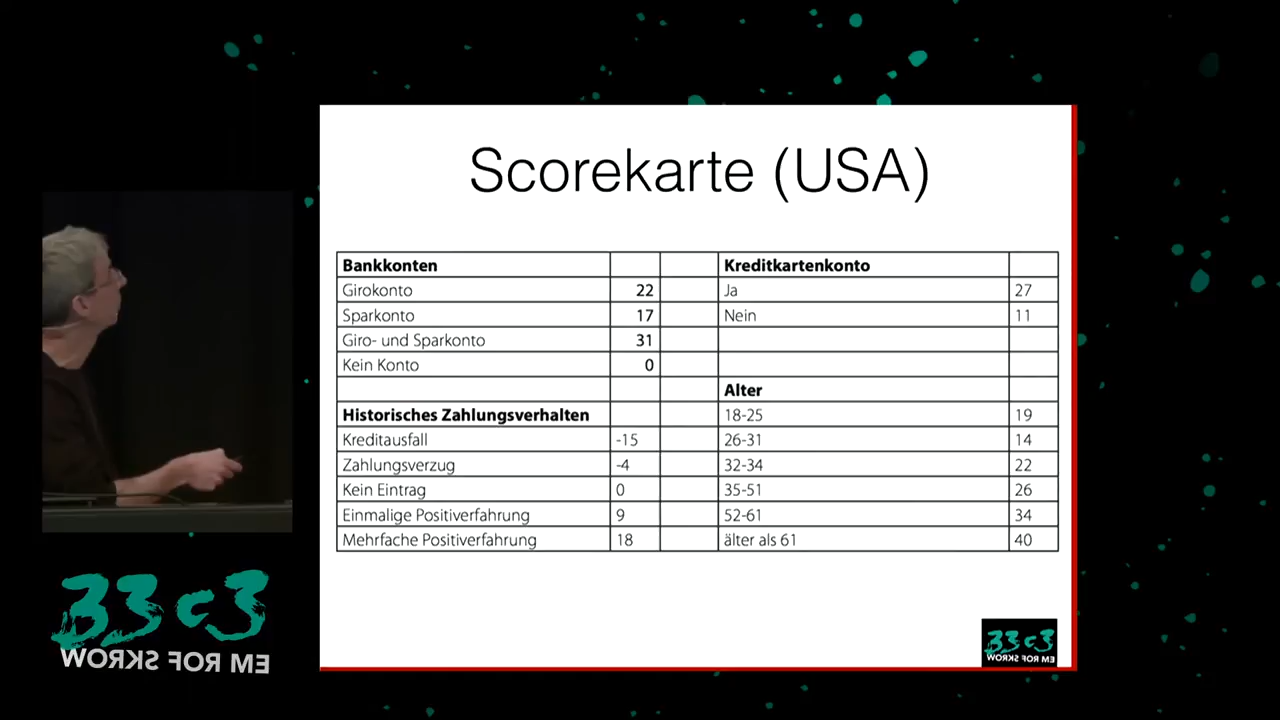 Scorekarte (USA)
Bankkonten Kreditkartenkonto
Girokonto 22 Ja 27
Sparkonto 17 Nein 11
Giro- und Sparkonto 31
Kein Konto 0
Alter
Historisches Zahlungsverhalten 18-25 19
Kreditausfall -15 26-31 14
Zahlungsverzug -4 32-34 22
Kein Eintrag 0 35-51 26
Einmalige Positiverfahrung 9 52-61 34
Mehrfache Positiverfahrung 18 älter als 61 40
33c3
WORKS FOR ME
33c3
WORKS FOR ME